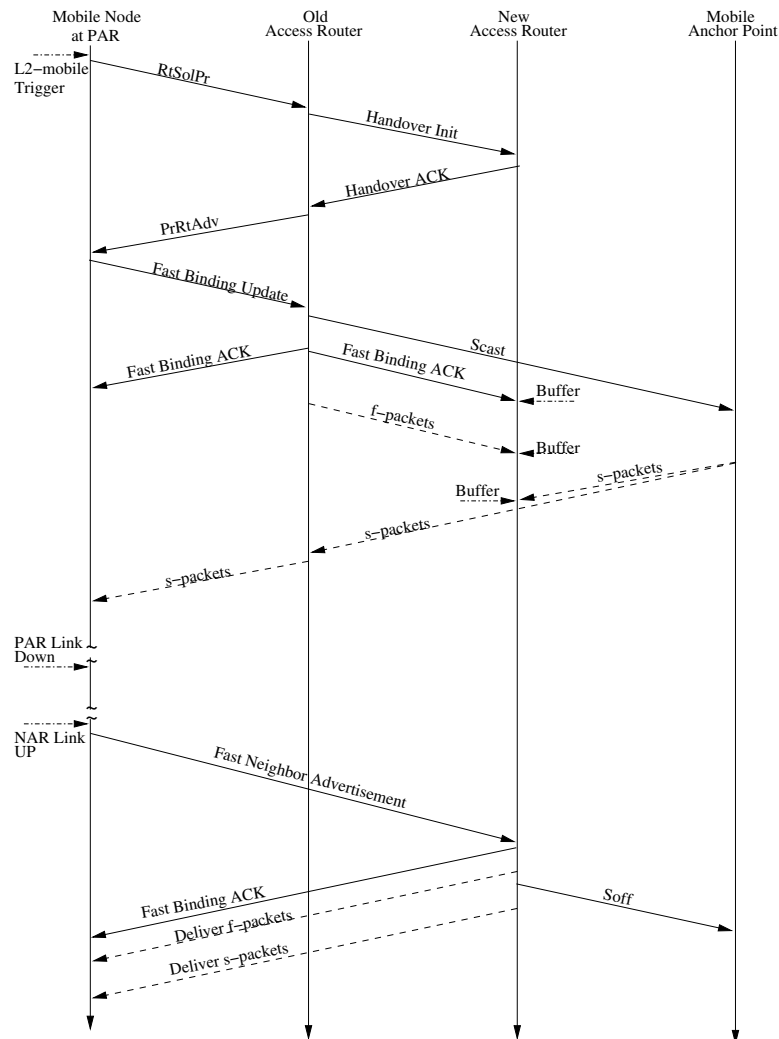 Mobile Node
at PAR
Old
Access Router
New
Access Router
Mobile
Anchor Point
L2-mobile
Trigger
RtSolPr
Handover Init
Handover ACK
PrRtAdv
Fast Binding Update
Scast
Fast Binding ACK
Fast Binding ACK
Buffer
f-packets
Buffer
s-packets
Buffer
s-packets
s-packets
PAR Link
Down
NAR Link
UP
Fast Neighbor Advertisement
Fast Binding ACK
Soff
Deliver f-packets
Deliver s-packets